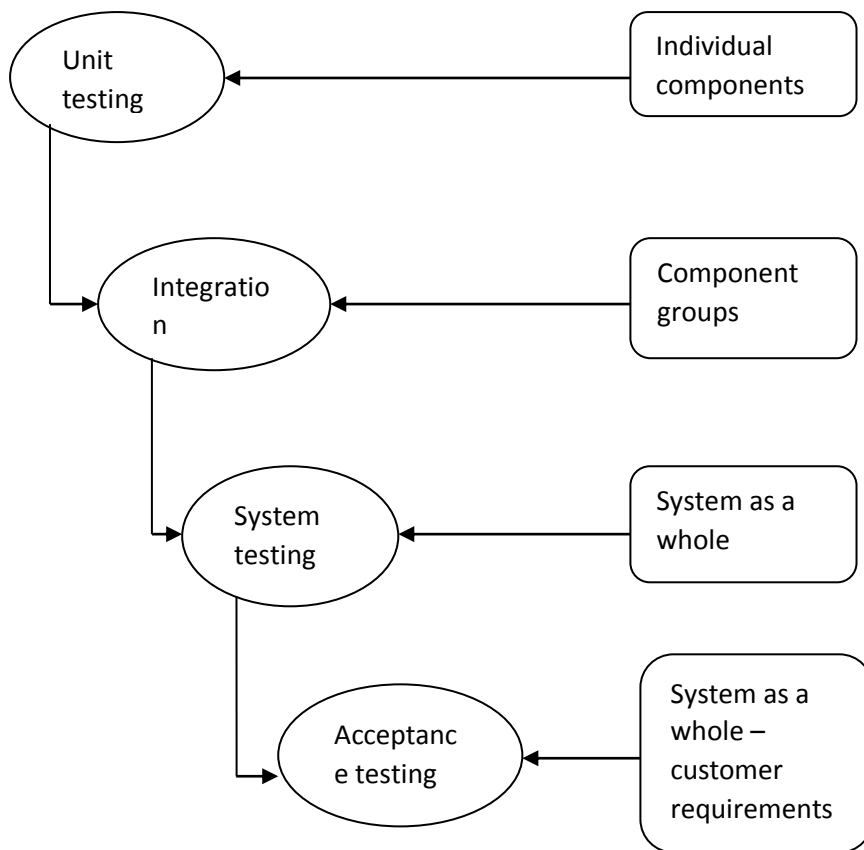 Unit
testing
Individual
components
Integratio
n
Component
groups
System
testing
System as a
whole
Acceptanc
e testing
System as a
whole –
customer
requirements